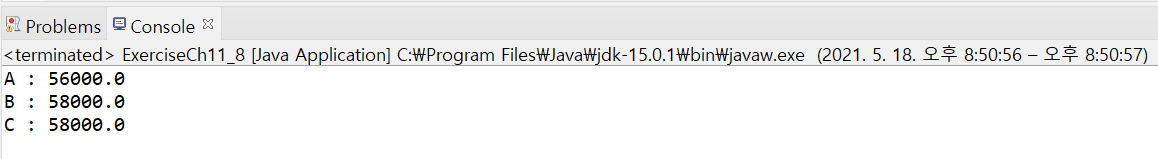 Problems Console
<terminated> ExerciseCh11_8 [Java Application] C:₩Program Files₩Java₩jdk-15.0.1₩bin₩javaw.exe (2021. 5. 18. 오후 8:50:56 – 오후 8:50:57)
A : 56000.0
B : 58000.0
C : 58000.0